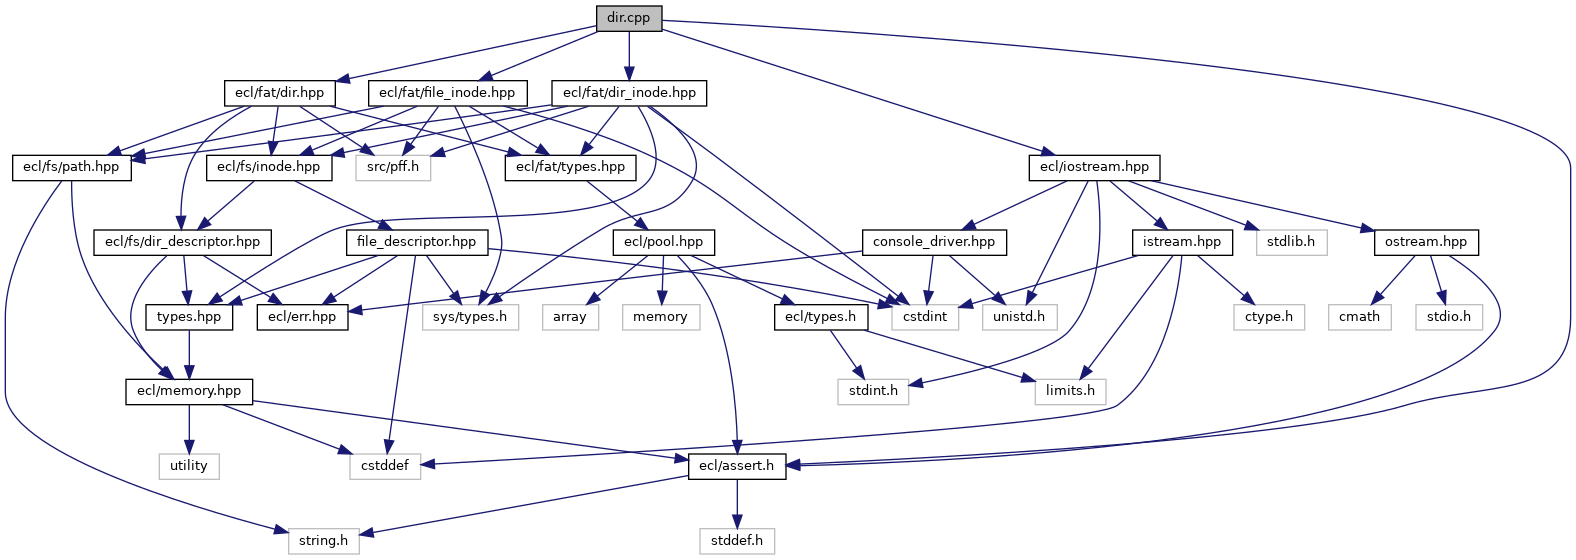 dir.cpp
ecl/fat/dir.hpp
ecl/fat/file_inode.hpp
ecl/fat/dir_inode.hpp
ecl/fs/path.hpp
ecl/fs/inode.hpp
src/pff.h
ecl/fat/types.hpp
ecl/iostream.hpp
ecl/fs/dir_descriptor.hpp
file_descriptor.hpp
ecl/pool.hpp
console_driver.hpp
istream.hpp
stdlib.h
ostream.hpp
types.hpp
ecl/err.hpp
sys/types.h
array
memory
ecl/types.h
cstdint
unistd.h
ctype.h
cmath
stdio.h
ecl/memory.hpp
stdint.h
limits.h
utility
cstddef
ecl/assert.h
string.h
stddef.h